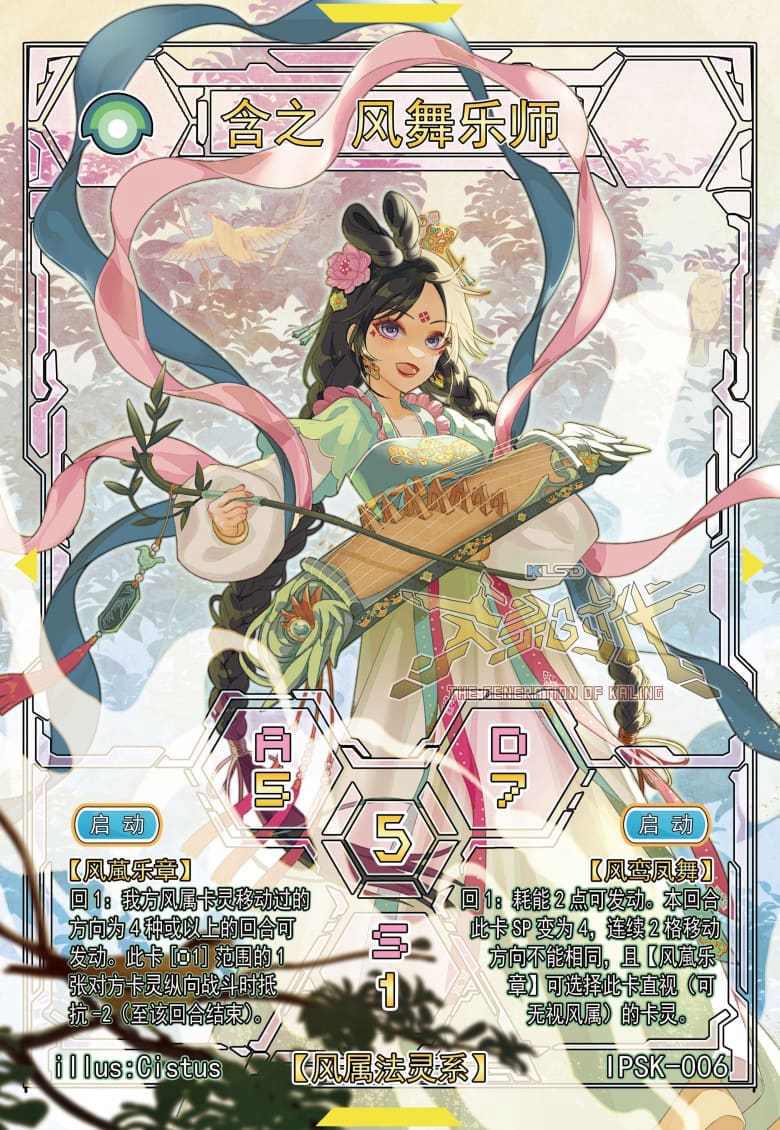 含之 风舞乐师
KLSD
THE GENERATION OF KALING
A
5
D
7
5
启动
启动
【风嵐乐章】
回1：我方风属卡灵移动过的
方向为4种或以上的回合可
发动。此卡[□1]范围的1
张对方卡灵纵向战斗时抵
抗-2（至该回合结束）。
【风鸾凤舞】
回1：耗能2点可发动。本回合
此卡SP变为4，连续2格移动
方向不能相同，且【风嵐乐
章】可选择此卡直视（可
无视风属）的卡灵。
S
1
illus:Cistus
【风属法灵系】
IPSK-006